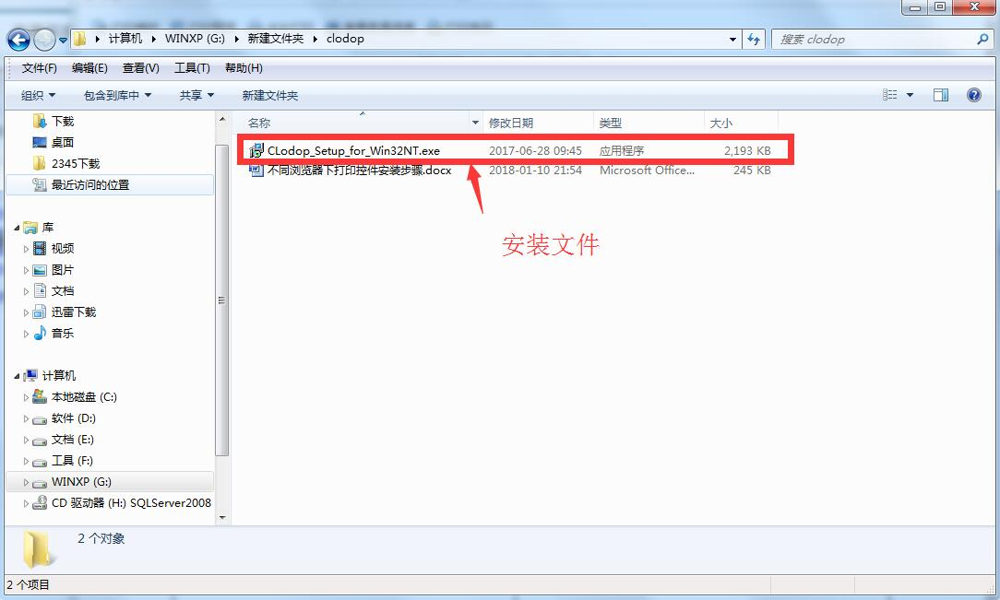 计算机 WINXP (G:) 新建文件夹 clodop 搜索 clodop
文件(F) 编辑(E) 查看(V) 工具(T) 帮助(H)
组织 包含到库中 共享 新建文件夹
下载
桌面
2345下载
最近访问的位置
库
视频
图片
文档
迅雷下载
音乐
计算机
本地磁盘 (C:)
软件 (D:)
文档 (E:)
工具 (F:)
WINXP (G:)
CD 驱动器 (H:) SQLServer2008
名称 修改日期 类型 大小
CLodop_Setup_for_Win32NT.exe 2017-06-28 09:45 应用程序 2,193 KB
不同浏览器下打印控件安装步骤.docx 2018-01-10 21:54 Microsoft Office... 245 KB
安装文件
2 个对象
2 个项目